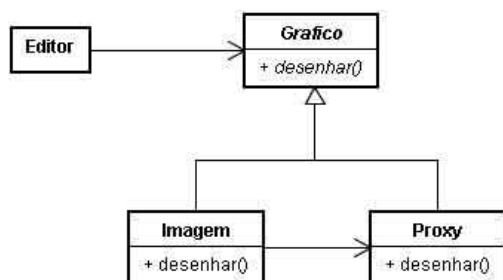 Editor
Grafico
+ desenhar()
Imagem
+ desenhar()
Proxy
+ desenhar()